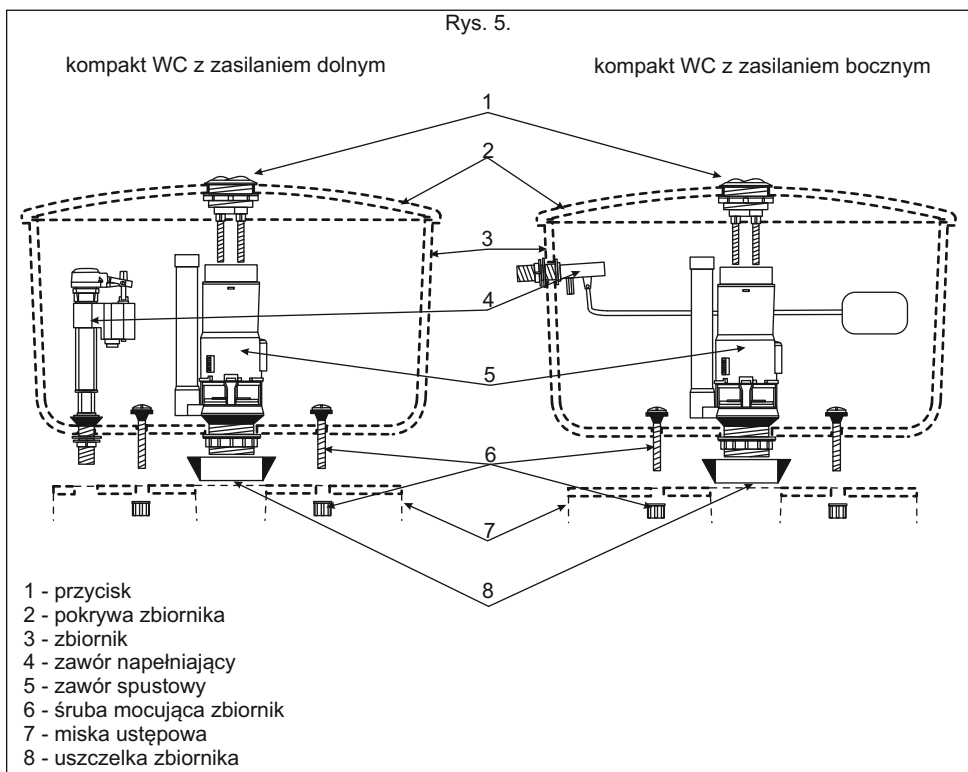 Rys. 5.
kompakt WC z zasilaniem dolnym
kompakt WC z zasilaniem bocznym
1
2
3
4
5
6
7
8
1 - przycisk
2 - pokrywa zbiornika
3 - zbiornik
4 - zawór napełniający
5 - zawór spustowy
6 - śruba mocująca zbiornik
7 - miska ustępowa
8 - uszczelka zbiornika